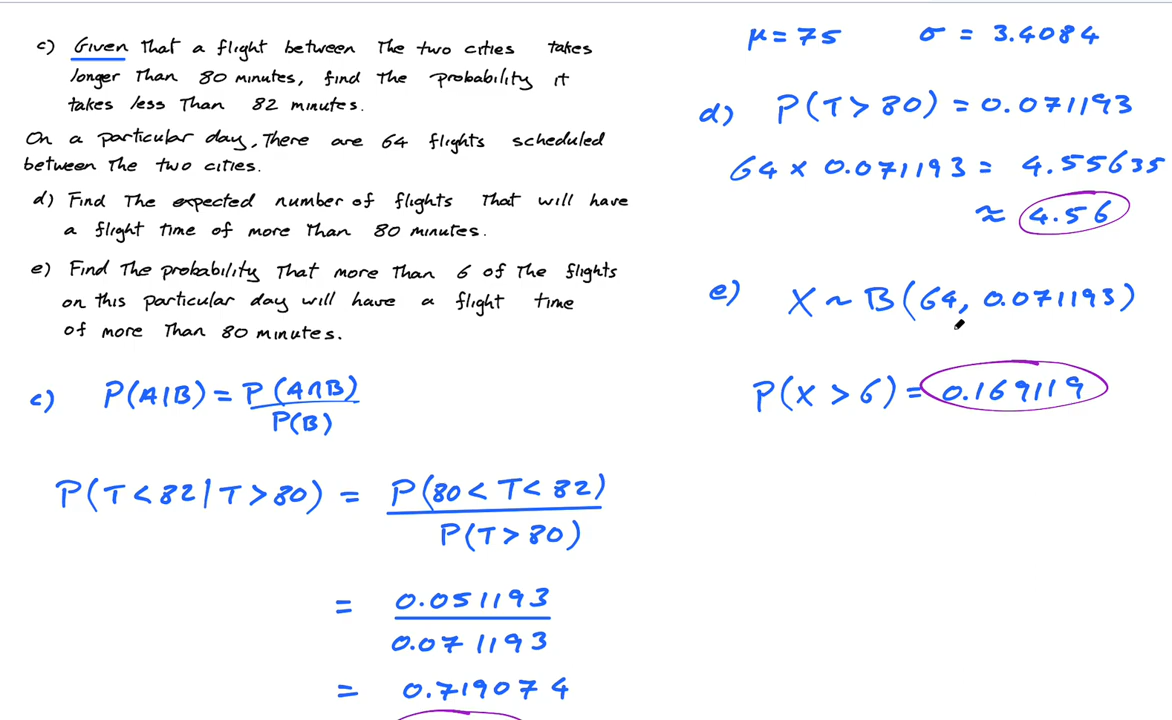 c) Given that a flight between the two cities takes
longer than 80 minutes, find the probability it
takes less than 82 minutes.
On a particular day, there are 64 flights scheduled
between the two cities.
d) Find the expected number of flights that will have
a flight time of more than 80 minutes.
e) Find the probability that more than 6 of the flights
on this particular day will have a flight time
of more than 80 minutes.
c) P(A|B) = P(A∩B)
P(B)
P(T < 82 | T > 80) = P(80 < T < 82)
P(T > 80)
= 0.051193
0.071193
= 0.719074
μ = 75 σ = 3.4084
d) P(T > 80) = 0.071193
64 × 0.071193 = 4.55635
≈ 4.56
e) X ~ B(64, 0.071193)
P(X > 6) = 0.169119